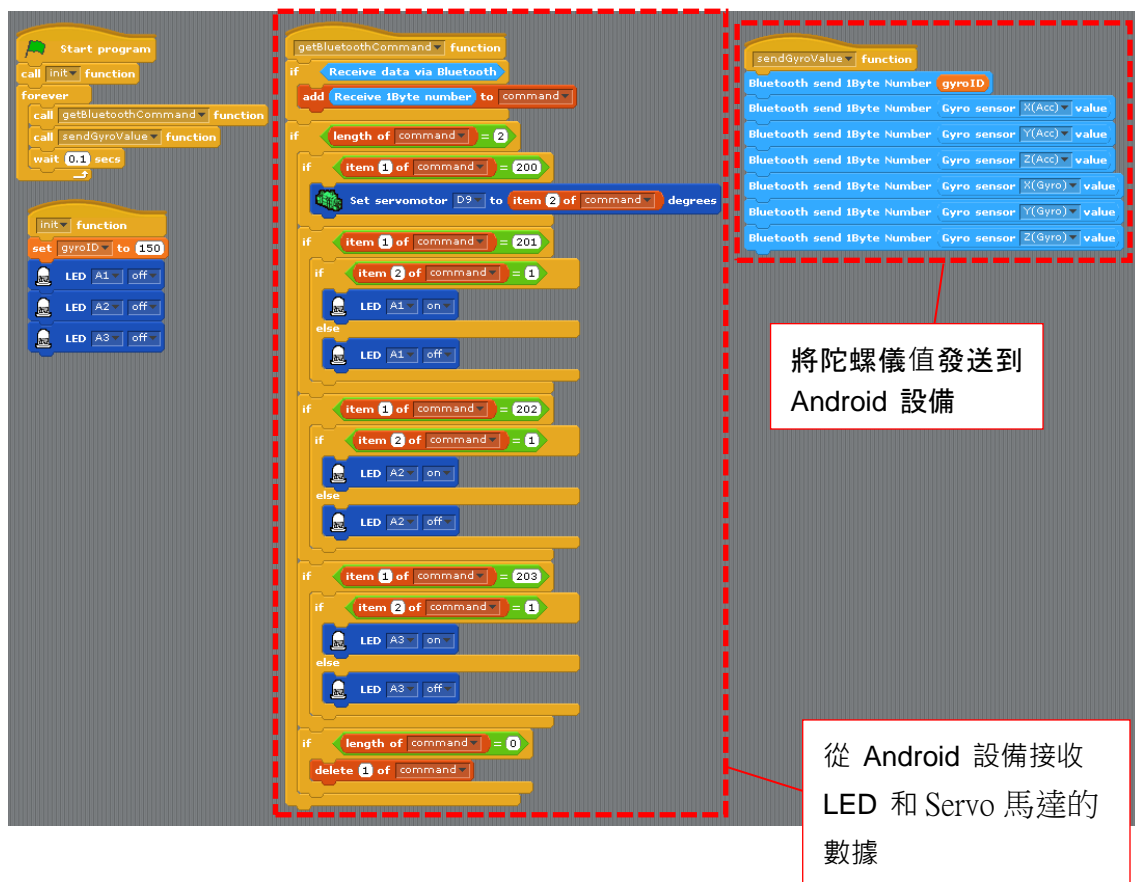 Start program
call init function
forever
call getBluetoothCommand function
call sendGyroValue function
wait 0.1 secs
init function
set gyroID to 150
LED A1 off
LED A2 off
LED A3 off
getBluetoothCommand function
if Receive data via Bluetooth
add Receive 1Byte number to command
if length of command = 2
if item 1 of command = 200
Set servomotor D9 to item 2 of command degrees
if item 1 of command = 201
if item 2 of command = 1
LED A1 on
else
LED A1 off
if item 1 of command = 202
if item 2 of command = 1
LED A2 on
else
LED A2 off
if item 1 of command = 203
if item 2 of command = 1
LED A3 on
else
LED A3 off
if length of command = 0
delete 1 of command
sendGyroValue function
Bluetooth send 1Byte Number gyroID
Bluetooth send 1Byte Number Gyro sensor X(Acc) value
Bluetooth send 1Byte Number Gyro sensor Y(Acc) value
Bluetooth send 1Byte Number Gyro sensor Z(Acc) value
Bluetooth send 1Byte Number Gyro sensor X(Gyro) value
Bluetooth send 1Byte Number Gyro sensor Y(Gyro) value
Bluetooth send 1Byte Number Gyro sensor Z(Gyro) value
將陀螺儀值發送到
Android 設備
從 Android 設備接收
LED 和 Servo 馬達的
數據